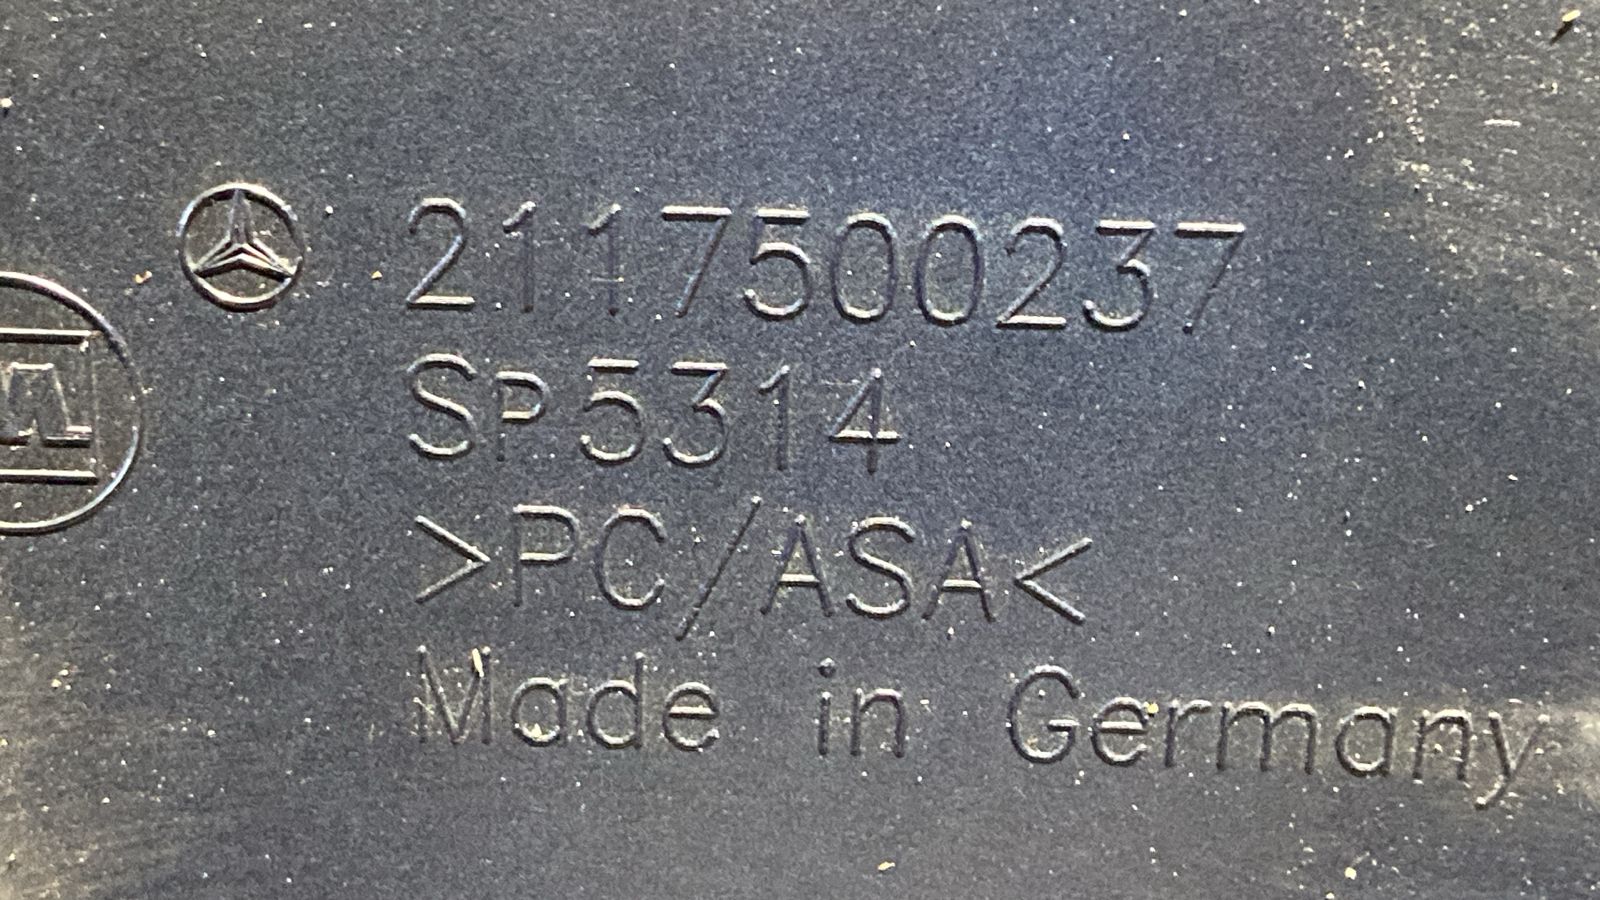 2117500237
SP5314
>PC/ASA<
Made in Germany